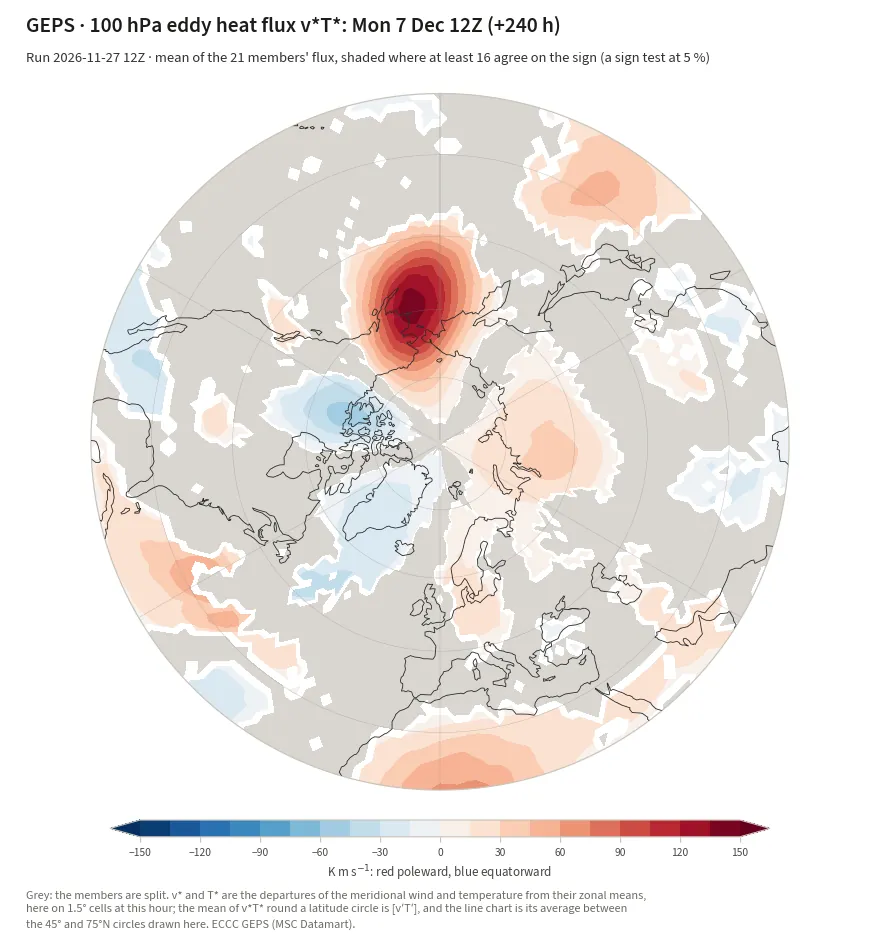 GEPS · 100 hPa eddy heat flux v*T*: Mon 7 Dec 12Z (+240 h)
Run 2026-11-27 12Z · mean of the 21 members' flux, shaded where at least 16 agree on the sign (a sign test at 5 %)
−150 −120 −90 −60 −30 0 30 60 90 120 150
K m s⁻¹: red poleward, blue equatorward
Grey: the members are split. v* and T* are the departures of the meridional wind and temperature from their zonal means,
here on 1.5° cells at this hour; the mean of v*T* round a latitude circle is [v'T'], and the line chart is its average between
the 45° and 75°N circles drawn here. ECCC GEPS (MSC Datamart).